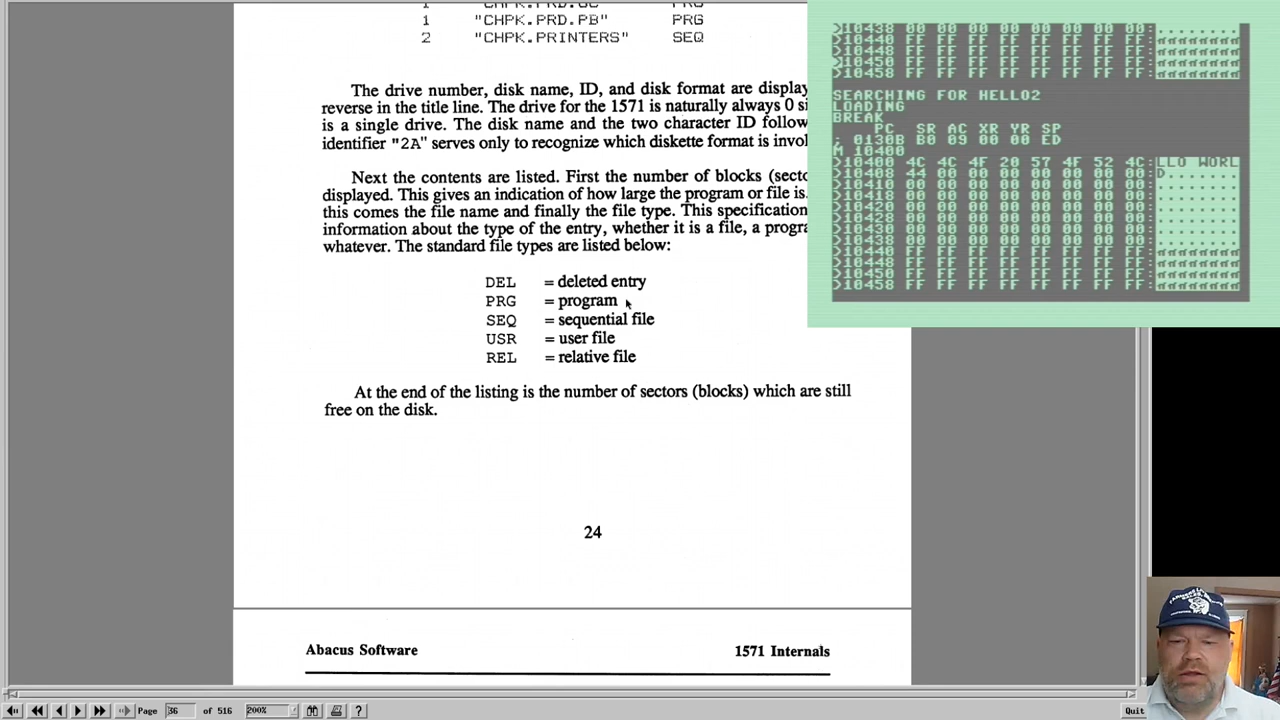 1 "CHPK.PRD.PB" PRG
2 "CHPK.PRINTERS" SEQ
The drive number, disk name, ID, and disk format are display
reverse in the title line. The drive for the 1571 is naturally always 0 si
is a single drive. The disk name and the two character ID follow
identifier "2A" serves only to recognize which diskette format is invol
Next the contents are listed. First the number of blocks (secto
displayed. This gives an indication of how large the program or file is.
this comes the file name and finally the file type. This specification
information about the type of the entry, whether it is a file, a progra
whatever. The standard file types are listed below:
DEL = deleted entry
PRG = program
SEQ = sequential file
USR = user file
REL = relative file
At the end of the listing is the number of sectors (blocks) which are still
free on the disk.
24
Abacus Software 1571 Internals
>10438 00 00 00 00 00 00 00 00:........
>10440 FF FF FF FF FF FF FF FF:
>10448 FF FF FF FF FF FF FF FF:
>10450 FF FF FF FF FF FF FF FF:
>10458 FF FF FF FF FF FF FF FF:
SEARCHING FOR HELLO2
LOADING
BREAK
PC SR AC XR YR SP
; 0130B B0 09 00 00 ED
M 10400
>10400 4C 4C 4F 20 57 4F 52 4C:LLO WORL
>10408 44 00 00 00 00 00 00 00:D.......
>10410 00 00 00 00 00 00 00 00:........
>10418 00 00 00 00 00 00 00 00:........
>10420 00 00 00 00 00 00 00 00:........
>10428 00 00 00 00 00 00 00 00:........
>10430 00 00 00 00 00 00 00 00:........
>10438 00 00 00 00 00 00 00 00:........
>10440 FF FF FF FF FF FF FF FF:
>10448 FF FF FF FF FF FF FF FF:
>10450 FF FF FF FF FF FF FF FF:
>10458 FF FF FF FF FF FF FF FF:
Page 36 of 516 200% ? Quit